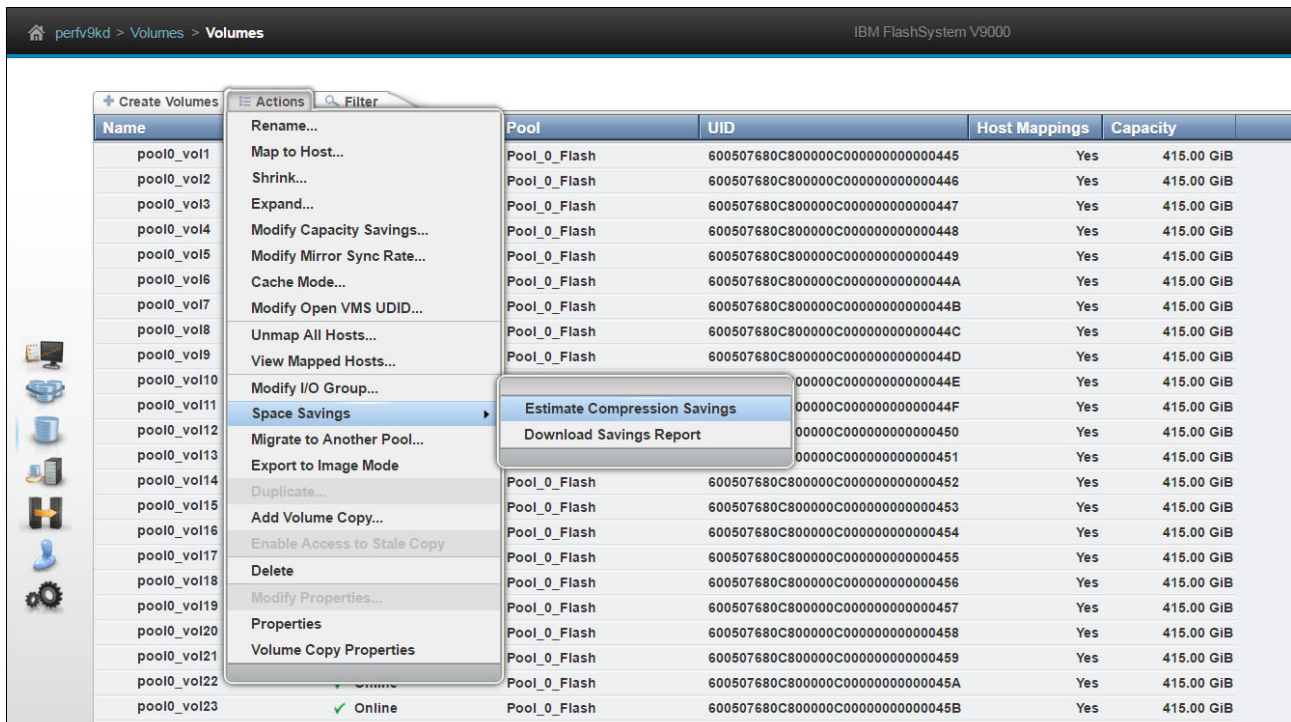 perfv9kd > Volumes > Volumes IBM FlashSystem V9000
Create Volumes Actions Filter
Name Pool UID Host Mappings Capacity
pool0_vol1 Rename... Pool_0_Flash 600507680C800000C000000000000445 Yes 415.00 GiB
pool0_vol2 Map to Host... Pool_0_Flash 600507680C800000C000000000000446 Yes 415.00 GiB
pool0_vol3 Shrink... Pool_0_Flash 600507680C800000C000000000000447 Yes 415.00 GiB
pool0_vol4 Expand... Pool_0_Flash 600507680C800000C000000000000448 Yes 415.00 GiB
pool0_vol5 Modify Capacity Savings... Pool_0_Flash 600507680C800000C000000000000449 Yes 415.00 GiB
pool0_vol6 Modify Mirror Sync Rate... Pool_0_Flash 600507680C800000C00000000000044A Yes 415.00 GiB
pool0_vol7 Cache Mode... Pool_0_Flash 600507680C800000C00000000000044B Yes 415.00 GiB
pool0_vol8 Modify Open VMS UDID... Pool_0_Flash 600507680C800000C00000000000044C Yes 415.00 GiB
pool0_vol9 Unmap All Hosts... Pool_0_Flash 600507680C800000C00000000000044D Yes 415.00 GiB
pool0_vol10 View Mapped Hosts... 00000C00000000000044E Yes 415.00 GiB
pool0_vol11 Modify I/O Group... Estimate Compression Savings 00000C00000000000044F Yes 415.00 GiB
pool0_vol12 Space Savings Download Savings Report 00000C000000000000450 Yes 415.00 GiB
pool0_vol13 Migrate to Another Pool... 00000C000000000000451 Yes 415.00 GiB
pool0_vol14 Export to Image Mode Pool_0_Flash 600507680C800000C000000000000452 Yes 415.00 GiB
pool0_vol15 Duplicate... Pool_0_Flash 600507680C800000C000000000000453 Yes 415.00 GiB
pool0_vol16 Add Volume Copy... Pool_0_Flash 600507680C800000C000000000000454 Yes 415.00 GiB
pool0_vol17 Enable Access to Stale Copy Pool_0_Flash 600507680C800000C000000000000455 Yes 415.00 GiB
pool0_vol18 Delete Pool_0_Flash 600507680C800000C000000000000456 Yes 415.00 GiB
pool0_vol19 Modify Properties... Pool_0_Flash 600507680C800000C000000000000457 Yes 415.00 GiB
pool0_vol20 Properties Pool_0_Flash 600507680C800000C000000000000458 Yes 415.00 GiB
pool0_vol21 Volume Copy Properties Pool_0_Flash 600507680C800000C000000000000459 Yes 415.00 GiB
pool0_vol22 Online Pool_0_Flash 600507680C800000C00000000000045A Yes 415.00 GiB
pool0_vol23 Online Pool_0_Flash 600507680C800000C00000000000045B Yes 415.00 GiB